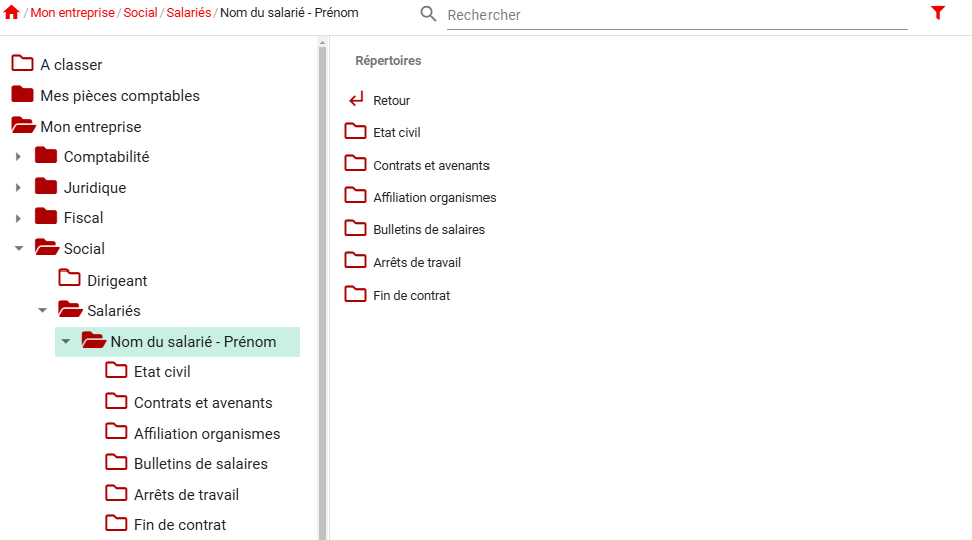 / Mon entreprise / Social / Salariés / Nom du salarié - Prénom
Rechercher
A classer
Mes pièces comptables
Mon entreprise
Comptabilité
Juridique
Fiscal
Social
Dirigeant
Salariés
Nom du salarié - Prénom
Etat civil
Contrats et avenants
Affiliation organismes
Bulletins de salaires
Arrêts de travail
Fin de contrat
Répertoires
Retour
Etat civil
Contrats et avenants
Affiliation organismes
Bulletins de salaires
Arrêts de travail
Fin de contrat